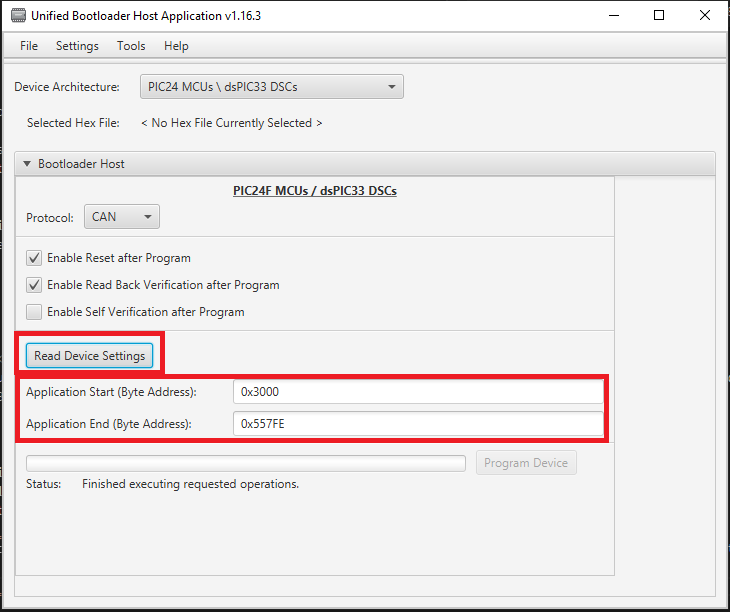 Unified Bootloader Host Application v1.16.3
File Settings Tools Help
Device Architecture: PIC24 MCUs \ dsPIC33 DSCs
Selected Hex File: < No Hex File Currently Selected >
Bootloader Host
PIC24F MCUs / dsPIC33 DSCs
Protocol: CAN
Enable Reset after Program
Enable Read Back Verification after Program
Enable Self Verification after Program
Read Device Settings
Application Start (Byte Address): 0x3000
Application End (Byte Address): 0x557FE
Program Device
Status: Finished executing requested operations.